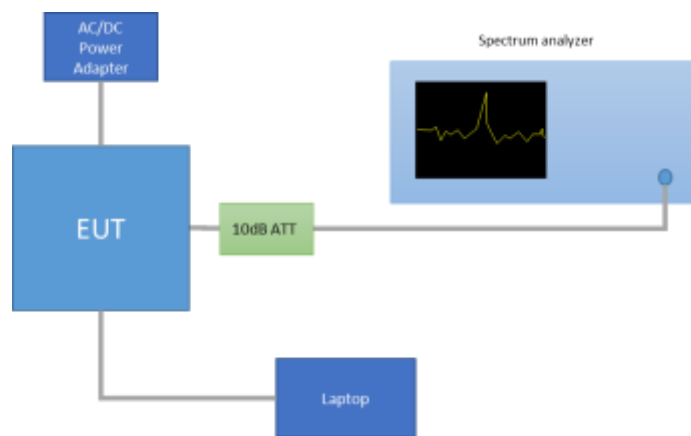 AC/DC
Power
Adapter
Spectrum analyzer
EUT
10dB ATT
Laptop